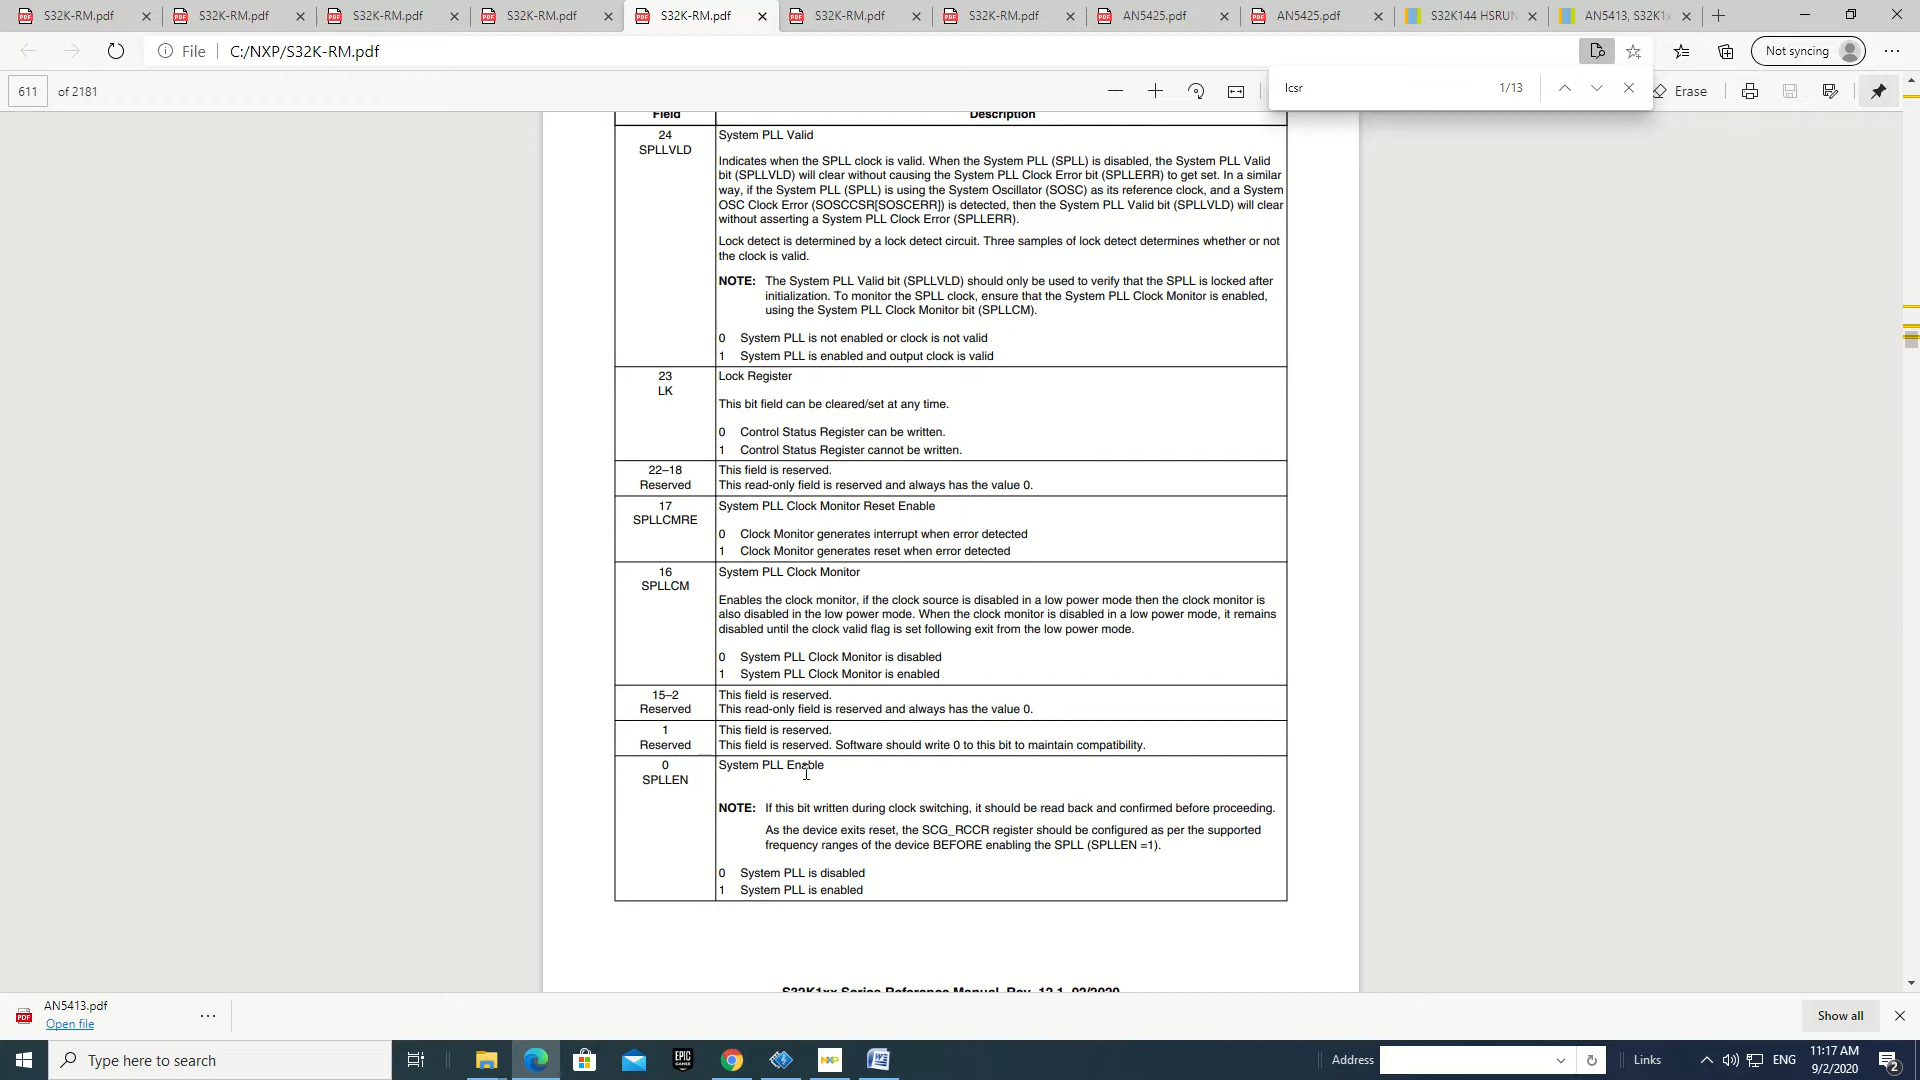 S32K-RM.pdf
S32K-RM.pdf
S32K-RM.pdf
S32K-RM.pdf
S32K-RM.pdf
S32K-RM.pdf
S32K-RM.pdf
AN5425.pdf
AN5425.pdf
S32K144 HSRUN
AN5413, S32K1x
File
C:/NXP/S32K-RM.pdf
Not syncing
611
of 2181
lcsr
1/13
Erase
Field
Description
24
SPLLVLD
System PLL Valid
Indicates when the SPLL clock is valid. When the System PLL (SPLL) is disabled, the System PLL Valid
bit (SPLLVLD) will clear without causing the System PLL Clock Error bit (SPLLERR) to get set. In a similar
way, if the System PLL (SPLL) is using the System Oscillator (SOSC) as its reference clock, and a System
OSC Clock Error (SOSCCSR[SOSCERR]) is detected, then the System PLL Valid bit (SPLLVLD) will clear
without asserting a System PLL Clock Error (SPLLERR).
Lock detect is determined by a lock detect circuit. Three samples of lock detect determines whether or not
the clock is valid.
NOTE: The System PLL Valid bit (SPLLVLD) should only be used to verify that the SPLL is locked after
initialization. To monitor the SPLL clock, ensure that the System PLL Clock Monitor is enabled,
using the System PLL Clock Monitor bit (SPLLCM).
0 System PLL is not enabled or clock is not valid
1 System PLL is enabled and output clock is valid
23
LK
Lock Register
This bit field can be cleared/set at any time.
0 Control Status Register can be written.
1 Control Status Register cannot be written.
22–18
Reserved
This field is reserved.
This read-only field is reserved and always has the value 0.
17
SPLLCMRE
System PLL Clock Monitor Reset Enable
0 Clock Monitor generates interrupt when error detected
1 Clock Monitor generates reset when error detected
16
SPLLCM
System PLL Clock Monitor
Enables the clock monitor, if the clock source is disabled in a low power mode then the clock monitor is
also disabled in the low power mode. When the clock monitor is disabled in a low power mode, it remains
disabled until the clock valid flag is set following exit from the low power mode.
0 System PLL Clock Monitor is disabled
1 System PLL Clock Monitor is enabled
15–2
Reserved
This field is reserved.
This read-only field is reserved and always has the value 0.
1
Reserved
This field is reserved.
This field is reserved. Software should write 0 to this bit to maintain compatibility.
0
SPLLEN
System PLL Enable
NOTE: If this bit written during clock switching, it should be read back and confirmed before proceeding.
As the device exits reset, the SCG_RCCR register should be configured as per the supported
frequency ranges of the device BEFORE enabling the SPLL (SPLLEN =1).
0 System PLL is disabled
1 System PLL is enabled
S32K1xx Series Reference Manual, Rev. 12.1, 02/2020
AN5413.pdf
Open file
Show all
Type here to search
EPIC
GAMES
NXP
Address
Links
ENG
11:17 AM
9/2/2020
2